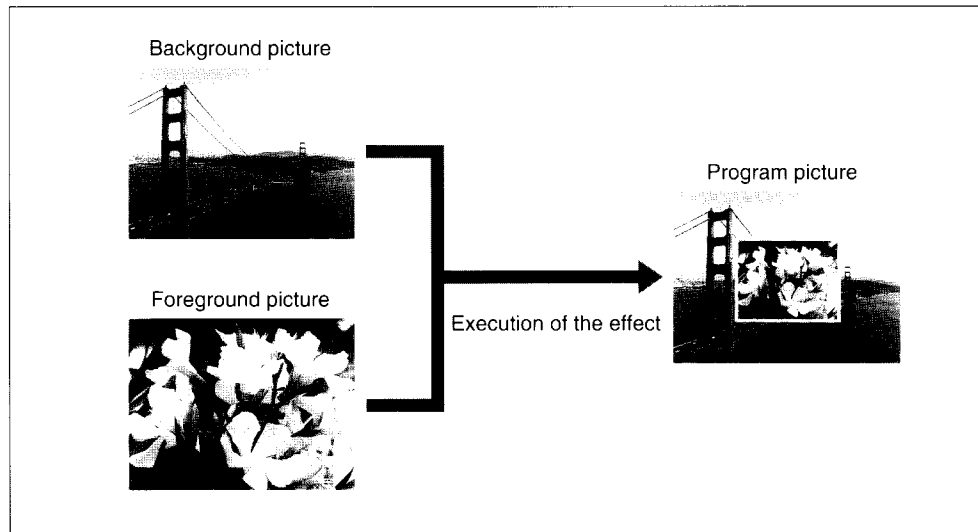 Background picture
Foreground picture
Execution of the effect
Program picture